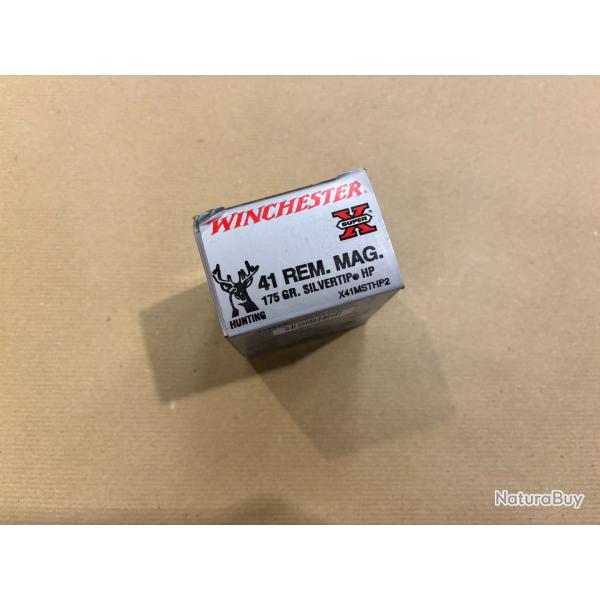 WINCHESTER®
SUPER X®
41 REM. MAG.
175 GR. SILVERTIP® HP
X41MSTHP2
HUNTING
NaturaBuy